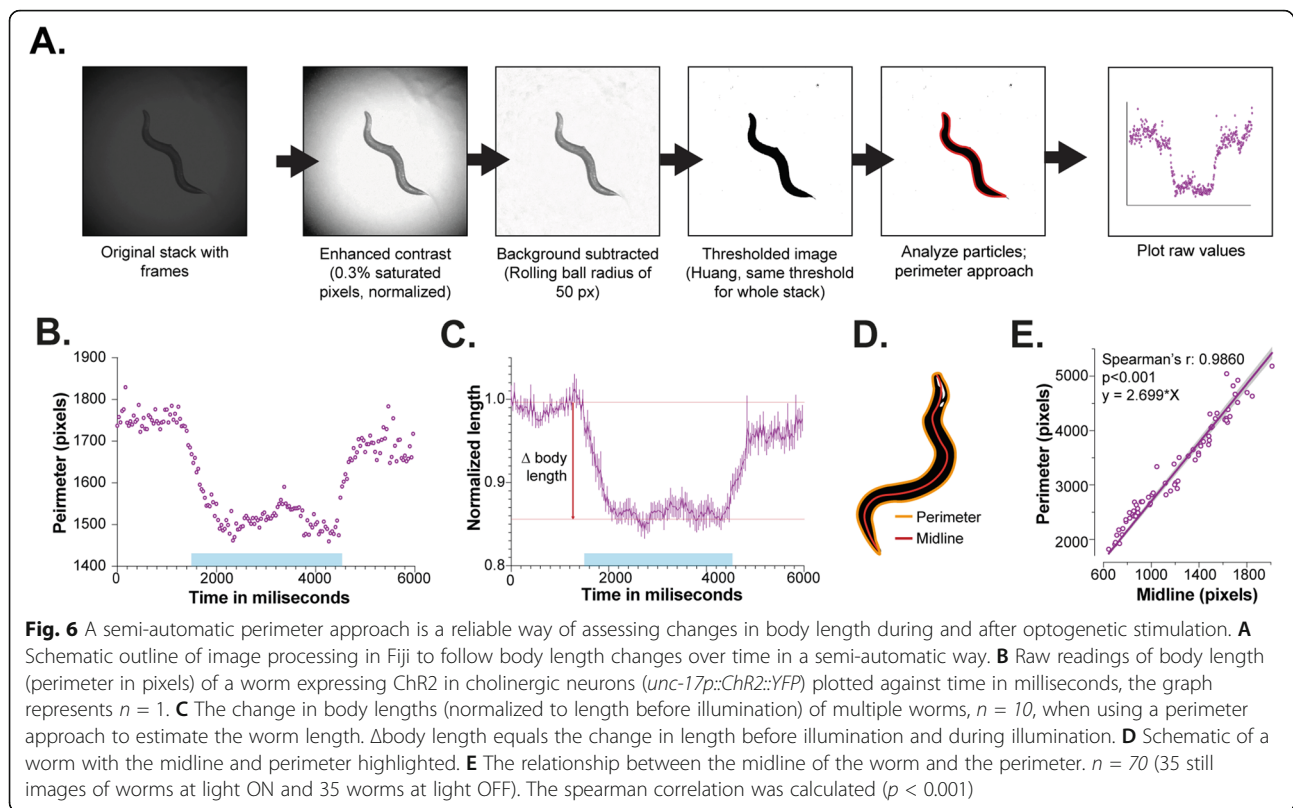 A.
Original stack with
frames
Enhanced contrast
(0.3% saturated
pixels, normalized)
Background subtracted
(Rolling ball radius of
50 px)
Thresholded image
(Huang, same threshold
for whole stack)
Analyze particles;
perimeter approach
Plot raw values
B.
Peirmeter (pixels)
1900
1800
1700
1600
1500
1400
0
2000
4000
6000
Time in miliseconds
C.
Normalized length
1.0
0.9
0.8
Δ body
length
0
2000
4000
6000
Time in miliseconds
D.
Perimeter
Midline
E.
Perimeter (pixels)
Spearman's r: 0.9860
p<0.001
y = 2.699*X
5000
4000
3000
2000
600
1000
1400
1800
Midline (pixels)
Fig. 6 A semi-automatic perimeter approach is a reliable way of assessing changes in body length during and after optogenetic stimulation. A
Schematic outline of image processing in Fiji to follow body length changes over time in a semi-automatic way. B Raw readings of body length
(perimeter in pixels) of a worm expressing ChR2 in cholinergic neurons (unc-17p::ChR2::YFP) plotted against time in milliseconds, the graph
represents n = 1. C The change in body lengths (normalized to length before illumination) of multiple worms, n = 10, when using a perimeter
approach to estimate the worm length. Δbody length equals the change in length before illumination and during illumination. D Schematic of a
worm with the midline and perimeter highlighted. E The relationship between the midline of the worm and the perimeter. n = 70 (35 still
images of worms at light ON and 35 worms at light OFF). The spearman correlation was calculated (p < 0.001)